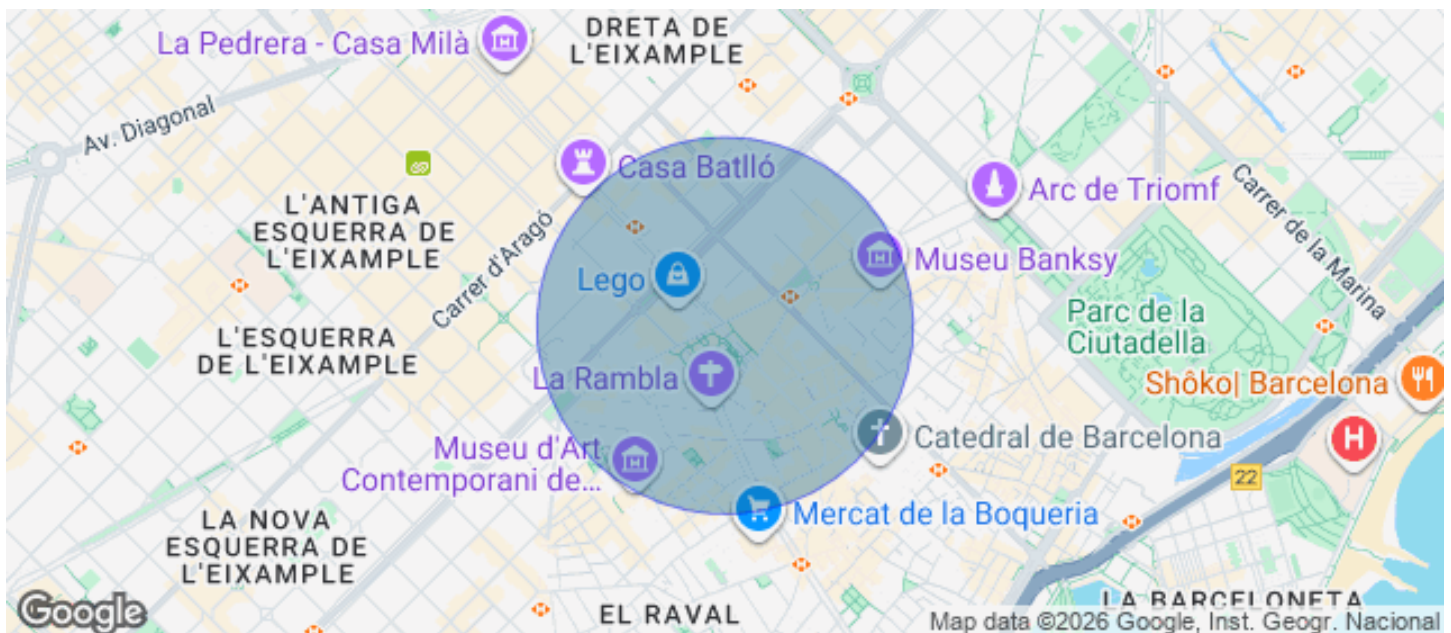 DRETA DE
L'EIXAMPLE
La Pedrera - Casa Milà
Av. Diagonal
Casa Batlló
Arc de Triomf
Carrer de la Marina
L'ANTIGA
ESQUERRA DE
L'EIXAMPLE
Carrer d'Aragó
Lego
Museu Banksy
Parc de la
Ciutadella
L'ESQUERRA
DE L'EIXAMPLE
La Rambla
Shôko| Barcelona
H
Museu d'Art
Contemporani de...
Catedral de Barcelona
22
Mercat de la Boqueria
LA NOVA
ESQUERRA DE
L'EIXAMPLE
EL RAVAL
LA BARCELONETA
Google
Map data ©2026 Google, Inst. Geogr. Nacional